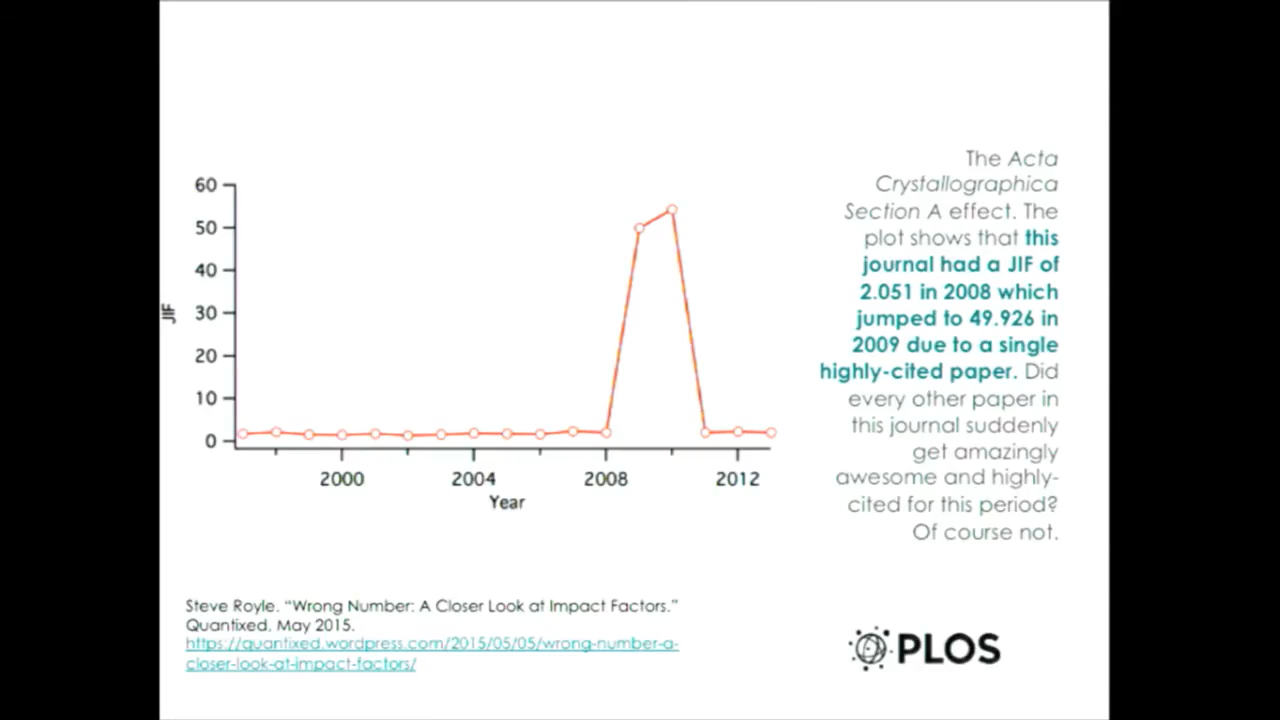 The Acta
Crystallographica
Section A effect. The
plot shows that this
journal had a JIF of
2.051 in 2008 which
jumped to 49.926 in
2009 due to a single
highly-cited paper. Did
every other paper in
this journal suddenly
get amazingly
awesome and highly-
cited for this period?
Of course not.
60
50
40
30
20
10
0
JIF
2000 2004 2008 2012
Year
Steve Royle. “Wrong Number: A Closer Look at Impact Factors.”
Quantixed, May 2015.
https://quantixed.wordpress.com/2015/05/05/wrong-number-a-
closer-look-at-impact-factors/
PLOS